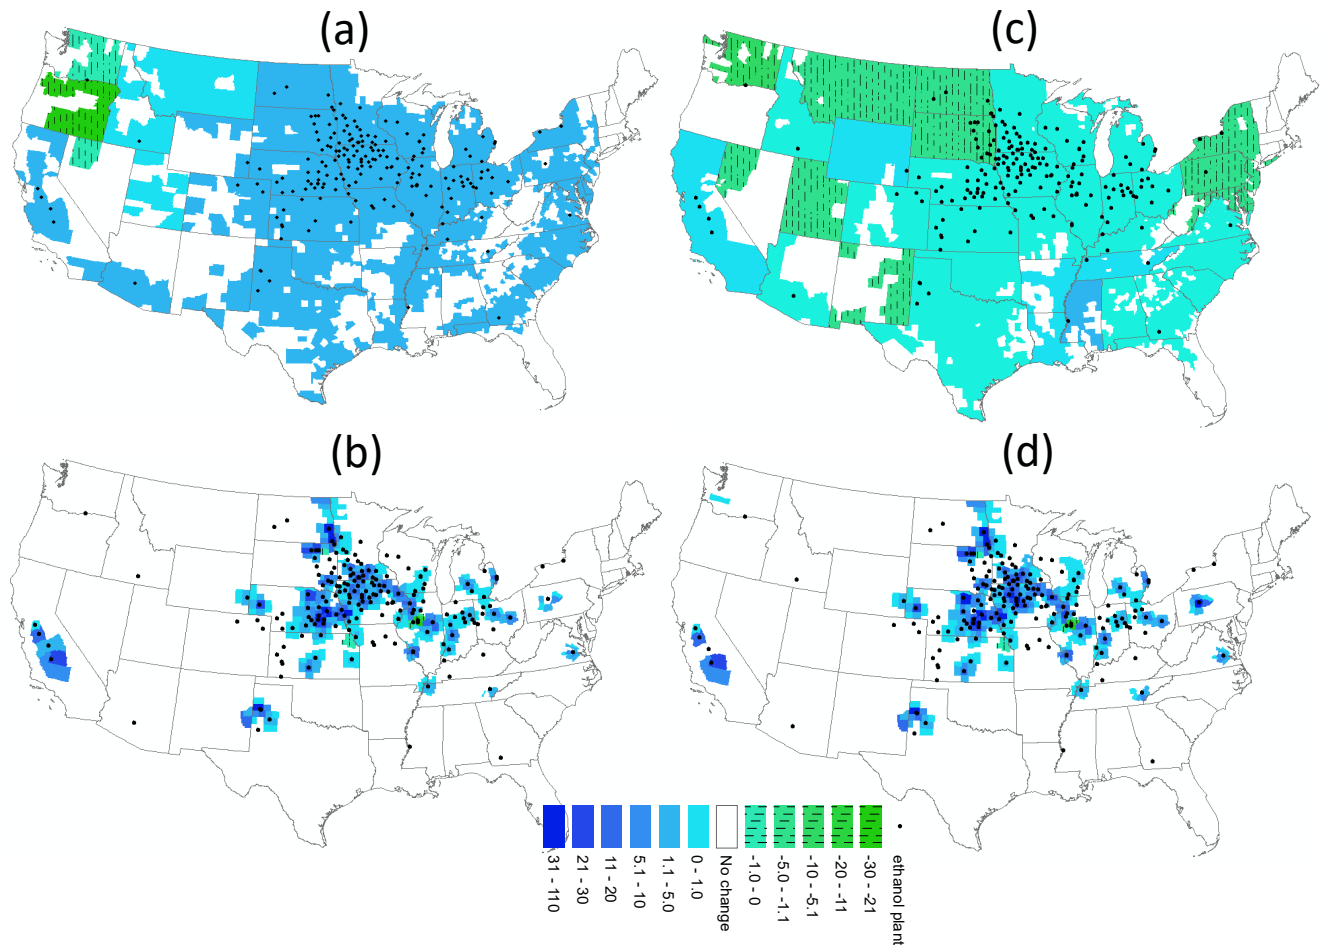 (a)
(c)
(b)
(d)
31 - 110
21 - 30
11 - 20
5.1 - 10
1.1 - 5.0
0 - 1.0
No change
-1.0 - 0
-5.0 - -1.1
-10 - -5.1
-20 - -11
-30 - -21
ethanol plant